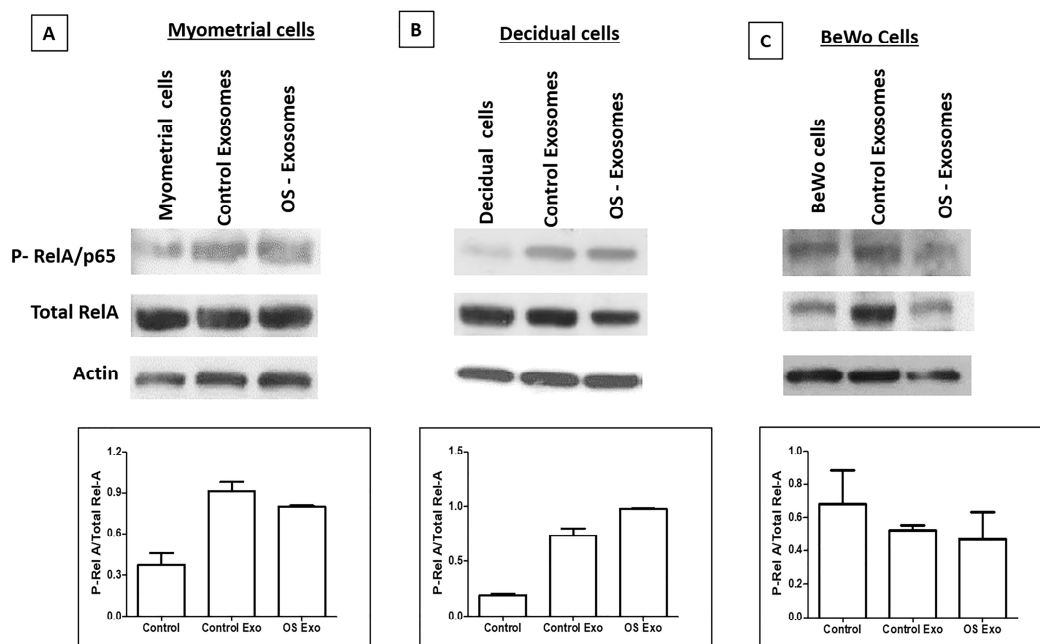 A
Myometrial cells
B
Decidual cells
C
BeWo Cells
Myometrial cells
Control Exosomes
OS - Exosomes
Decidual cells
Control Exosomes
OS - Exosomes
BeWo cells
Control Exosomes
OS - Exosomes
P- RelA/p65
Total RelA
Actin
P-Rel A/Total Rel-A
1.2
0.9
0.6
0.3
0.0
Control
Control Exo
OS Exo
P-Rel A/Total Rel-A
1.5
1.0
0.5
0.0
Control
Control Exo
OS Exo
P-Rel A/Total Rel-A
1.0
0.8
0.6
0.4
0.2
0.0
Control
Control Exo
OS Exo